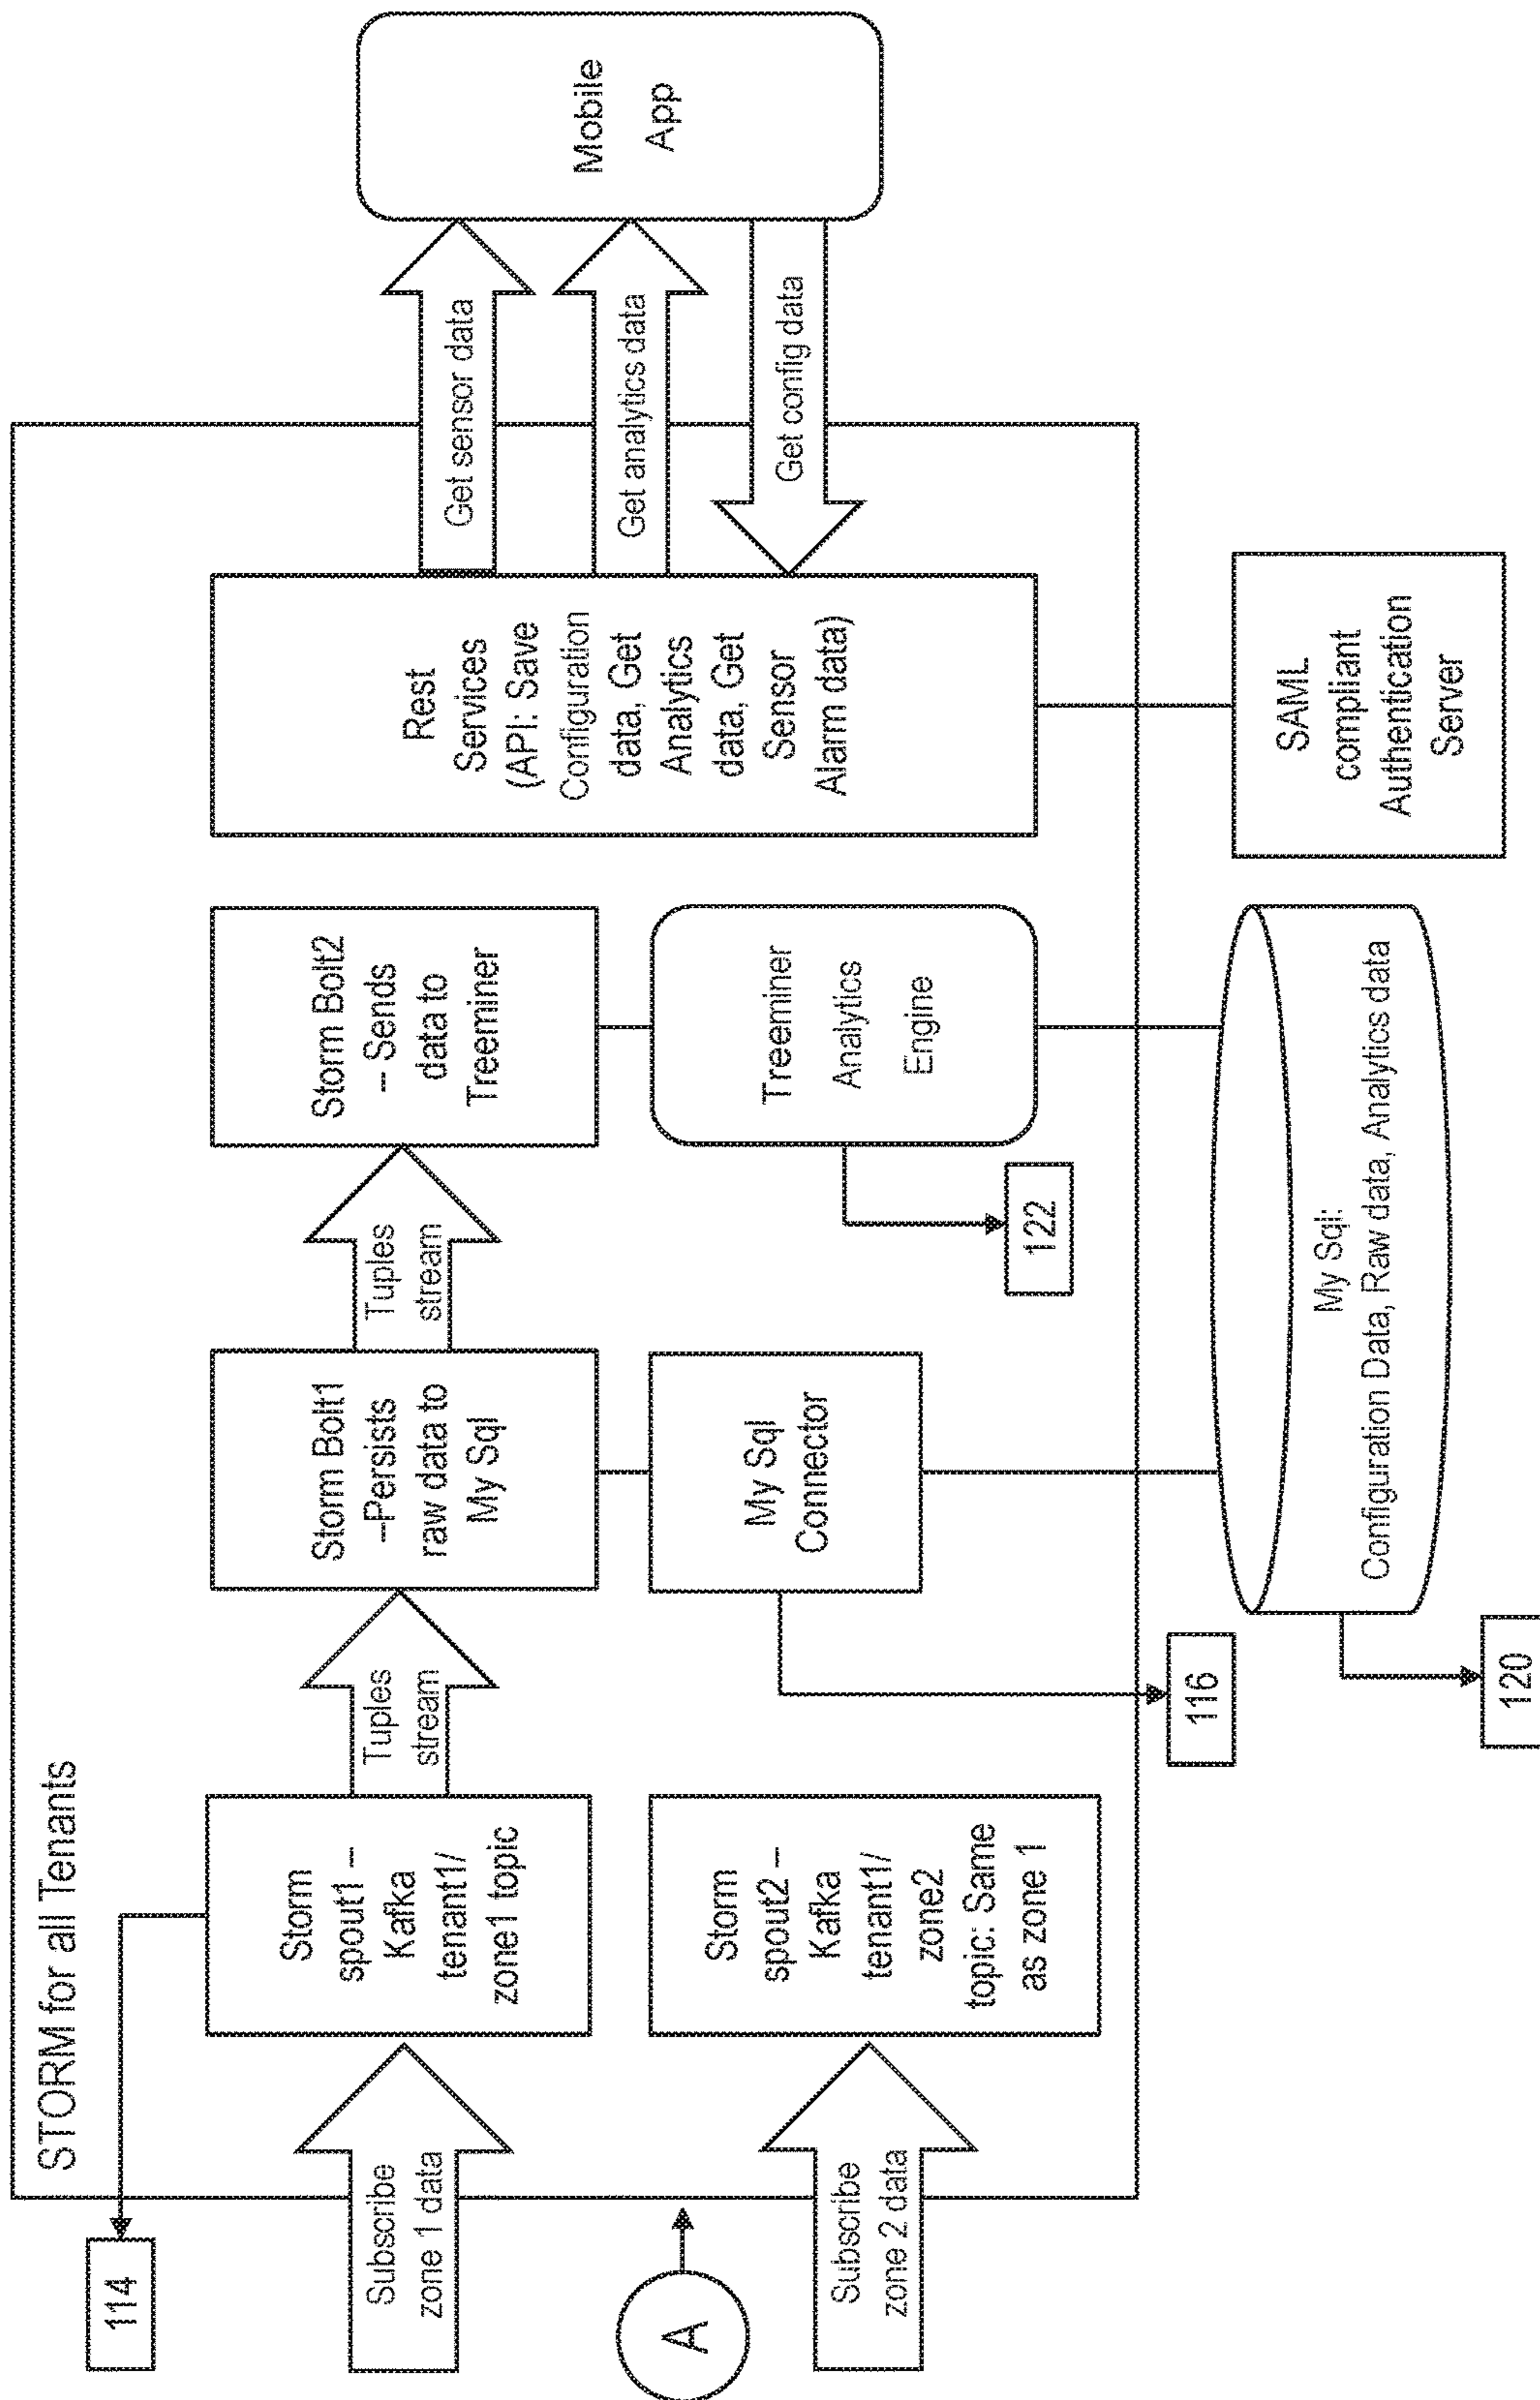 STORM for all Tenants
114
Subscribe
zone 1 data
Storm
spout1 –
Kafka
tenant1/
zone1 topic
Tuples
stream
Storm Bolt1
–Persists
raw data to
My Sql
Tuples
stream
Storm Bolt2
– Sends
data to
Treeminer
Rest
Services
(API: Save
Configuration
data, Get
Analytics
data, Get
Sensor
Alarm data)
Get sensor data
Get analytics data
Get config data
Mobile
App
A
Subscribe
zone 2 data
Storm
spout2 –
Kafka
tenant1/
zone2
topic: Same
as zone 1
My Sql
Connector
Treeminer
Analytics
Engine
122
116
My Sql:
Configuration Data, Raw data, Analytics data
120
SAML
compliant
Authentication
Server